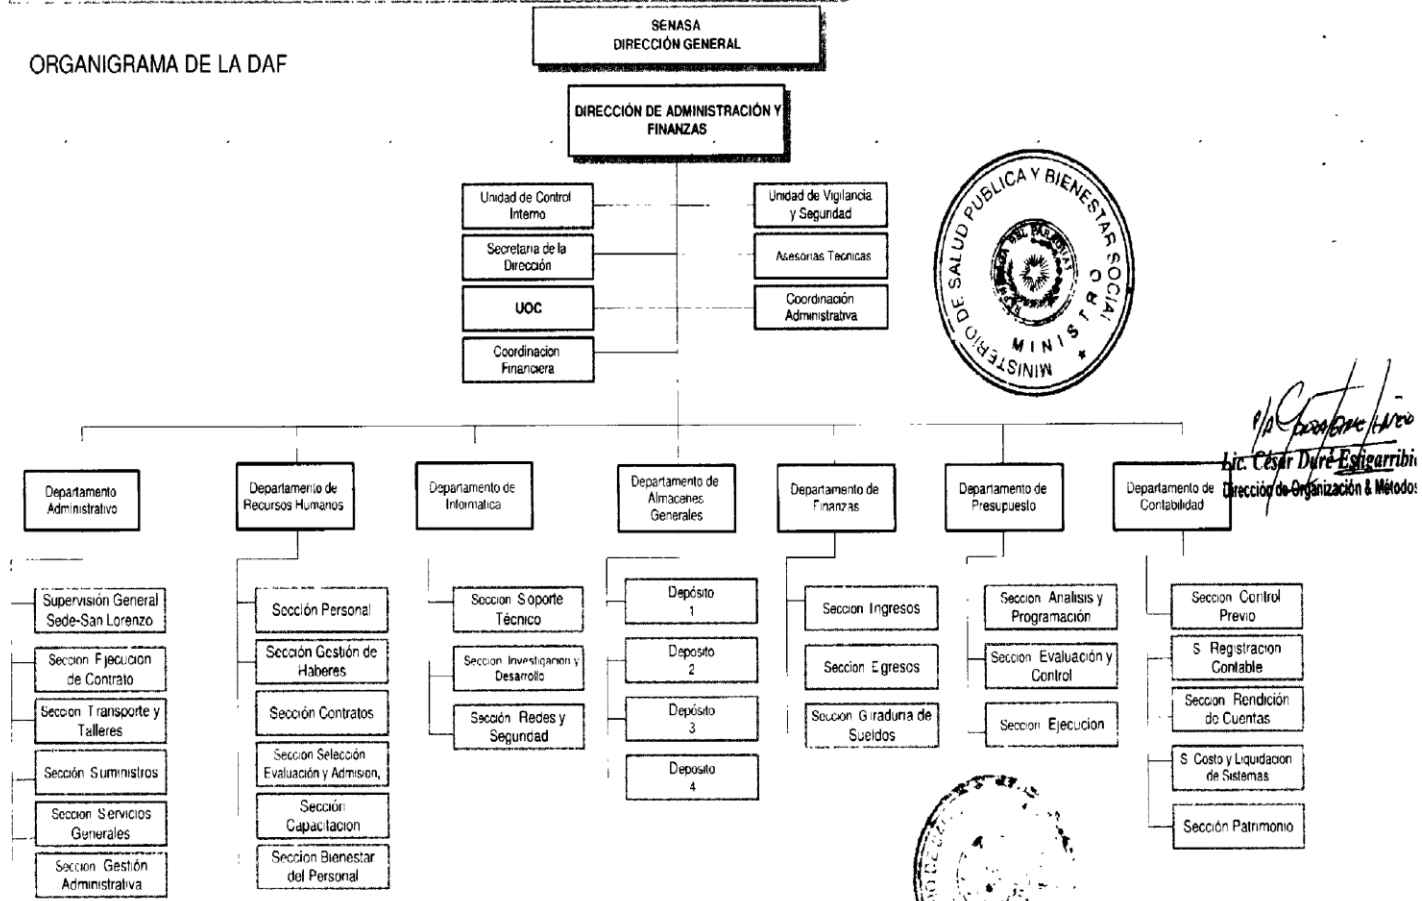 SENASA
DIRECCIÓN GENERAL
ORGANIGRAMA DE LA DAF
DIRECCIÓN DE ADMINISTRACIÓN Y
FINANZAS
Unidad de Control
Interno
Unidad de Vigilancia
y Seguridad
Secretaria de la
Dirección
Asesorias Tecnicas
UOC
Coordinación
Administrativa
Coordinacion
Financiera
MINISTERIO DE SALUD PUBLICA Y BIENESTAR SOCIAL
REPUBLICA DEL PARAGUAY
MINISTRO
P/A
Lic. César Duré Estigarribi
Dirección de Organización & Métodos
Departamento
Administrativo
Departamento de
Recursos Humanos
Departamento de
Informatica
Departamento de
Almacenes
Generales
Departamento de
Finanzas
Departamento de
Presupuesto
Departamento de
Contabilidad
Supervisión General
Sede-San Lorenzo
Seccion Ejecucion
de Contrato
Seccion Transporte y
Talleres
Sección Suministros
Seccion Servicios
Generales
Seccion Gestión
Administrativa
Sección Personal
Sección Gestión de
Haberes
Sección Contratos
Seccion Selección
Evaluación y Admision,
Sección
Capacitacion
Seccion Bienestar
del Personal
Seccion Soporte
Técnico
Seccion Investigacion y
Desarrollo
Sección Redes y
Segundad
Depósito
1
Deposito
2
Depósito
3
Deposito
4
Seccion Ingresos
Seccion Egresos
Seccion Giraduria de
Sueldos
Seccion Analisis y
Programación
Seccion Evaluación y
Control
Seccion Ejecucion
Seccion Control
Previo
S Registracion
Contable
Seccion Rendición
de Cuentas
S Costo y Liquidacion
de Sistemas
Sección Patrimonio